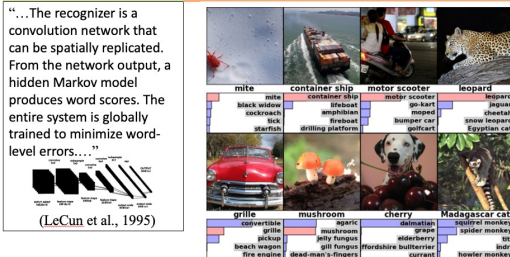 “...The recognizer is a
convolution network that
can be spatially replicated.
From the network output, a
hidden Markov model
produces word scores. The
entire system is globally
trained to minimize word-
level errors....”
(LeCun et al., 1995)
mite
container ship
motor scooter
leopard
mite
black widow
cockroach
tick
starfish
container ship
lifeboat
amphibian
fireboat
drilling platform
motor scooter
go-kart
moped
bumper car
golfcart
leopard
jaguar
cheetah
snow leopard
Egyptian cat
grille
mushroom
cherry
Madagascar cat
convertible
grille
pickup
beach wagon
fire engine
agaric
mushroom
jelly fungus
gill fungus
dead-man's-fingers
dalmatian
grape
elderberry
ffordshire bullterrier
currant
squirrel monkey
spider monkey
titi
indri
howler monkey